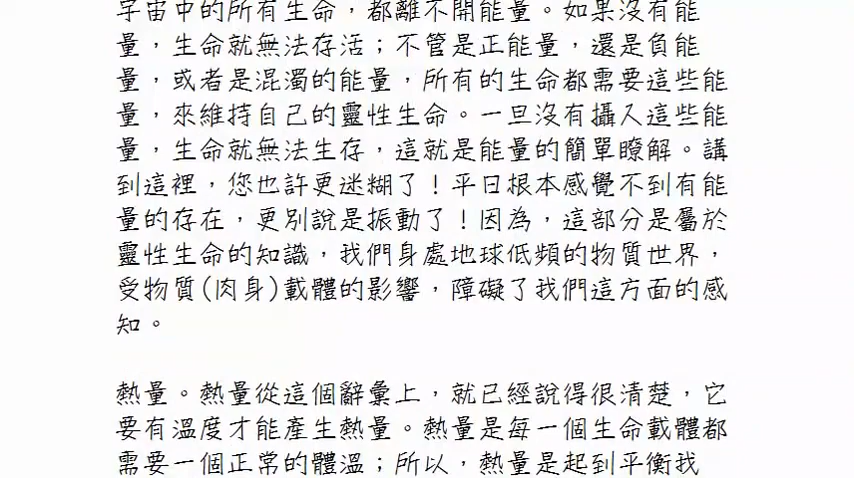 宇宙中的所有生命，都離不開能量。如果沒有能
量，生命就無法存活；不管是正能量，還是負能
量，或者是混濁的能量，所有的生命都需要這些能
量，來維持自己的靈性生命。一旦沒有攝入這些能
量，生命就無法生存，這就是能量的簡單瞭解。講
到這裡，您也許更迷糊了！平日根本感覺不到有能
量的存在，更別說是振動了！因為，這部分是屬於
靈性生命的知識，我們身處地球低頻的物質世界，
受物質(肉身)載體的影響，障礙了我們這方面的感
知。
熱量。熱量從這個辭彙上，就已經說得很清楚，它
要有溫度才能產生熱量。熱量是每一個生命載體都
需要一個正常的體溫；所以，熱量是起到平衡我